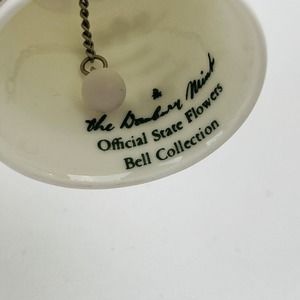 The Danbury Mint
Official State Flowers
Bell Collection